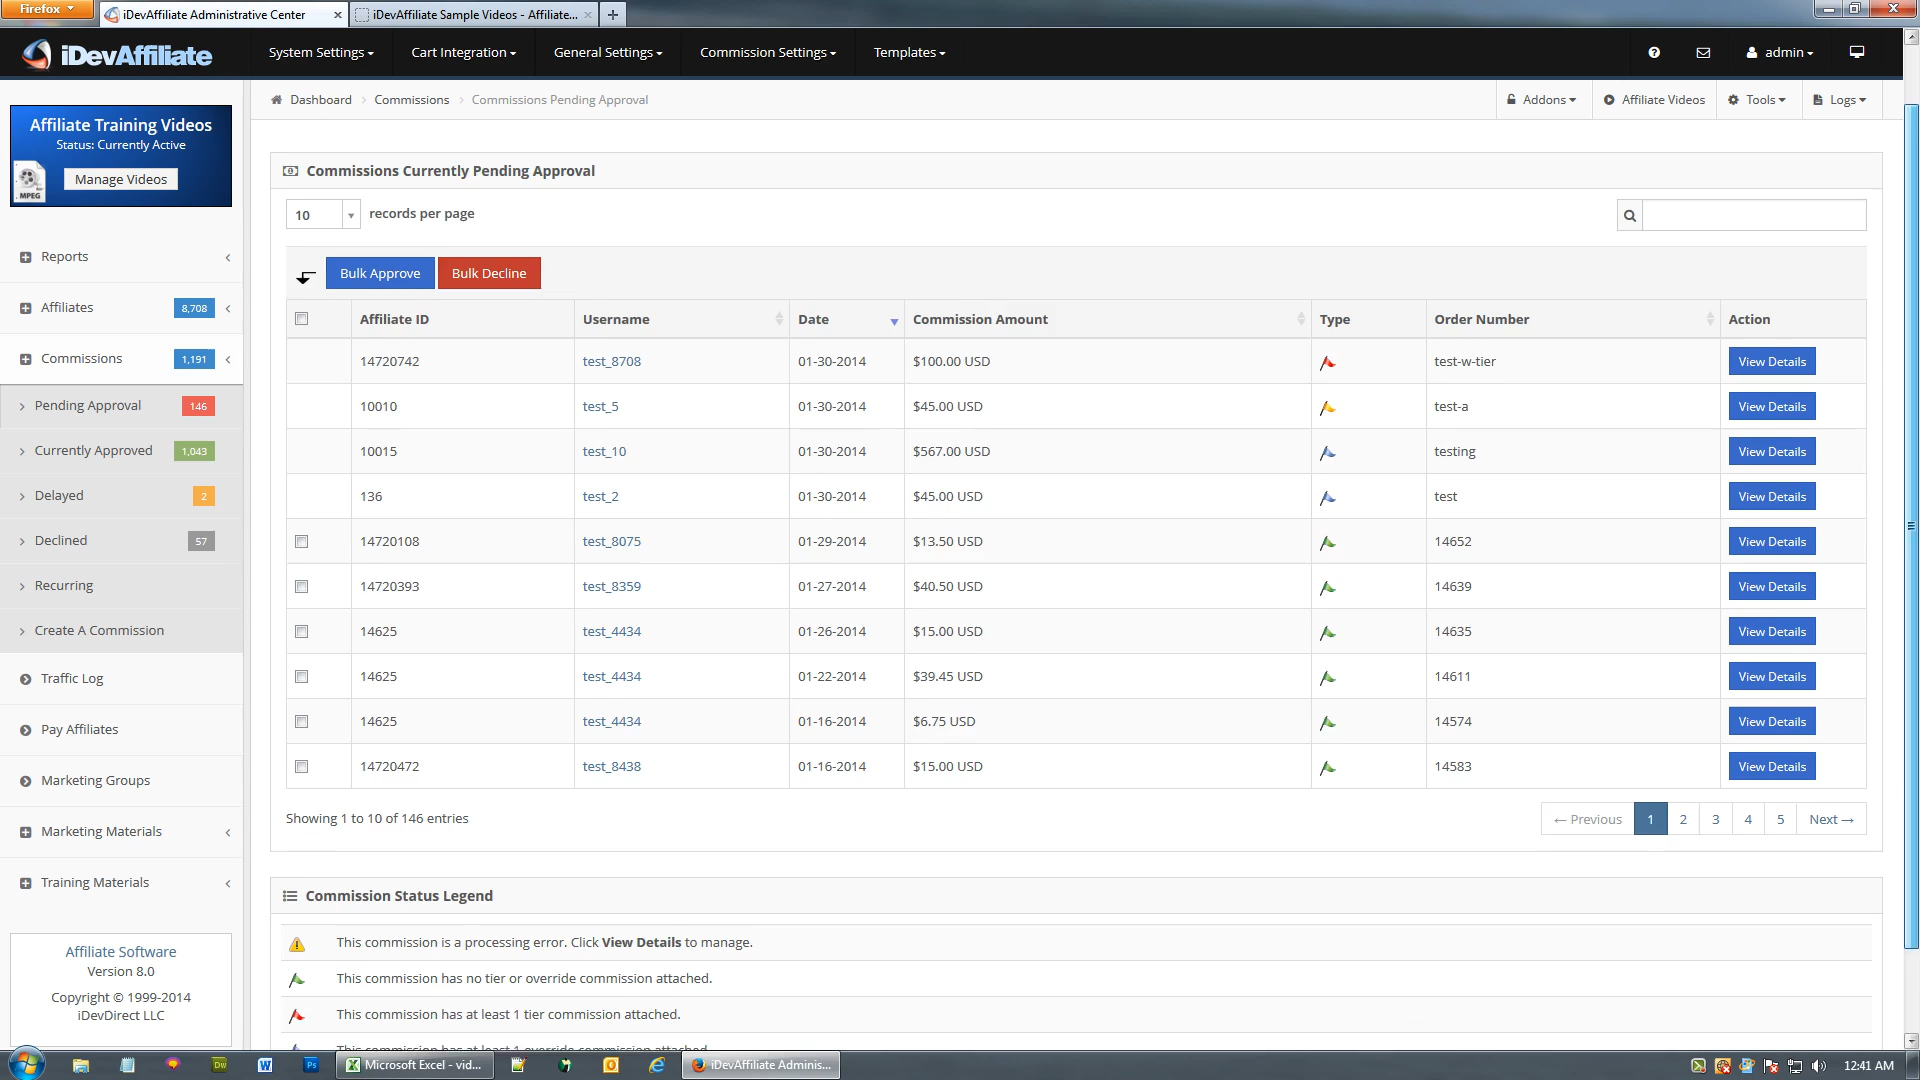 Firefox
iDevAffiliate Administrative Center
iDevAffiliate Sample Videos - Affiliate...
iDevAffiliate
System Settings
Cart Integration
General Settings
Commission Settings
Templates
admin
Dashboard
Commissions
Commissions Pending Approval
Addons
Affiliate Videos
Tools
Logs
Affiliate Training Videos
Status: Currently Active
Manage Videos
MPEG
Reports
Affiliates 8,708
Commissions 1,191
Pending Approval 146
Currently Approved 1,043
Delayed 2
Declined 57
Recurring
Create A Commission
Traffic Log
Pay Affiliates
Marketing Groups
Marketing Materials
Training Materials
Affiliate Software
Version 8.0
Copyright © 1999-2014
iDevDirect LLC
Commissions Currently Pending Approval
10 records per page
Bulk Approve Bulk Decline
Affiliate ID Username Date Commission Amount Type Order Number Action
14720742 test_8708 01-30-2014 $100.00 USD test-w-tier View Details
10010 test_5 01-30-2014 $45.00 USD test-a View Details
10015 test_10 01-30-2014 $567.00 USD testing View Details
136 test_2 01-30-2014 $45.00 USD test View Details
14720108 test_8075 01-29-2014 $13.50 USD 14652 View Details
14720393 test_8359 01-27-2014 $40.50 USD 14639 View Details
14625 test_4434 01-26-2014 $15.00 USD 14635 View Details
14625 test_4434 01-22-2014 $39.45 USD 14611 View Details
14625 test_4434 01-16-2014 $6.75 USD 14574 View Details
14720472 test_8438 01-16-2014 $15.00 USD 14583 View Details
Showing 1 to 10 of 146 entries
← Previous 1 2 3 4 5 Next →
Commission Status Legend
This commission is a processing error. Click View Details to manage.
This commission has no tier or override commission attached.
This commission has at least 1 tier commission attached.
This commission has at least 1 override commission attached.
Dw
W
Ps
Microsoft Excel - vid...
iDevAffiliate Adminis...
12:41 AM